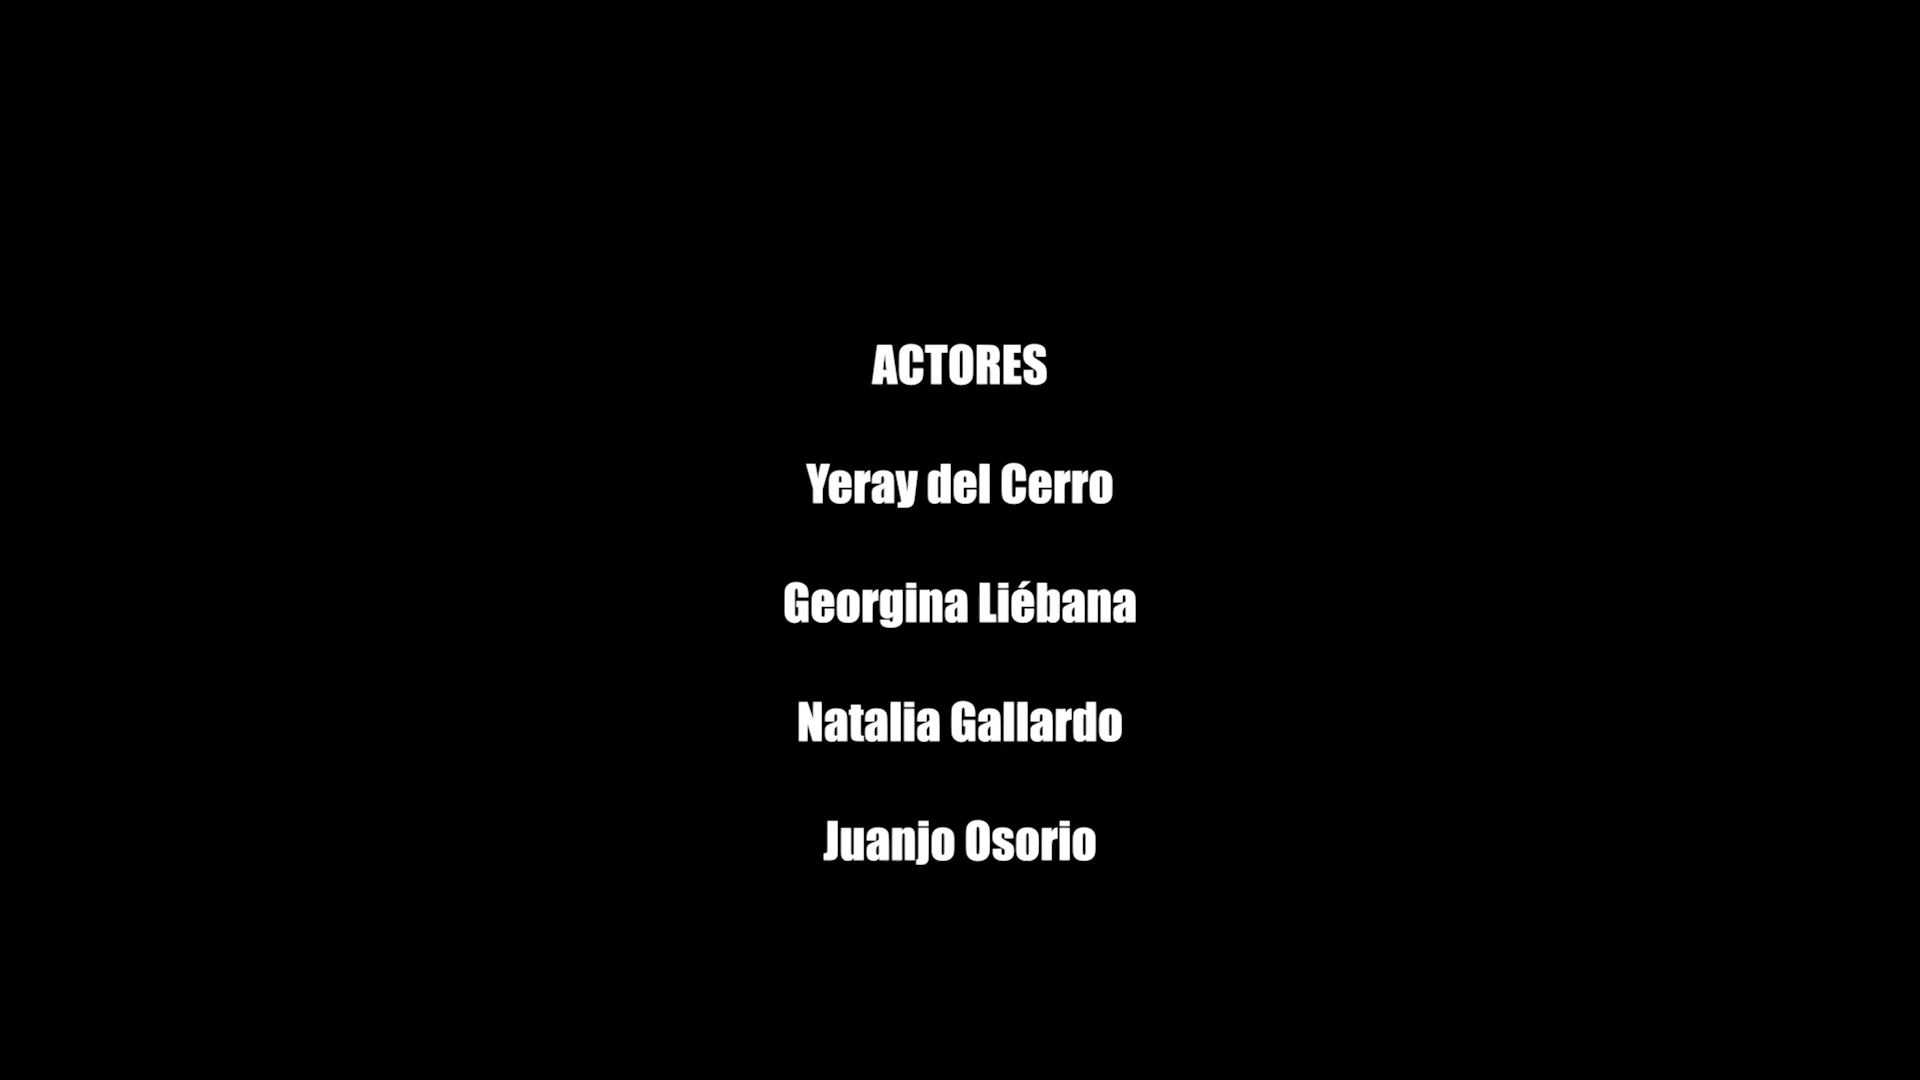 ACTORES
Yeray del Cerro
Georgina Liébana
Natalia Gallardo
Juanjo Osorio